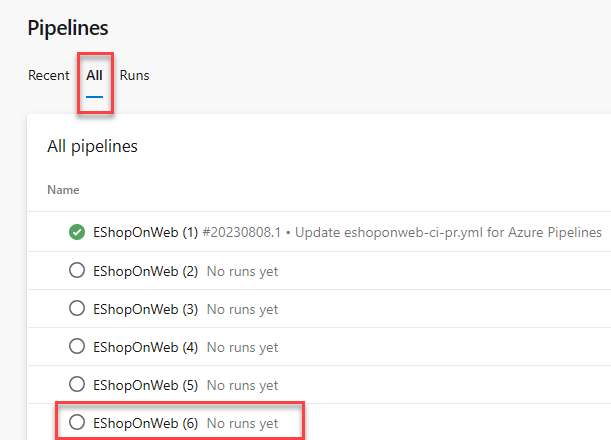 Pipelines
Recent All Runs
All pipelines
Name
EShopOnWeb (1) #20230808.1 • Update eshoponweb-ci-pr.yml for Azure Pipelines
EShopOnWeb (2) No runs yet
EShopOnWeb (3) No runs yet
EShopOnWeb (4) No runs yet
EShopOnWeb (5) No runs yet
EShopOnWeb (6) No runs yet